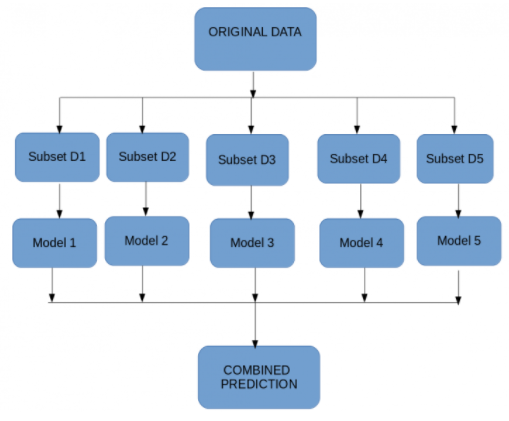 ORIGINAL DATA
Subset D1
Subset D2
Subset D3
Subset D4
Subset D5
Model 1
Model 2
Model 3
Model 4
Model 5
COMBINED
PREDICTION